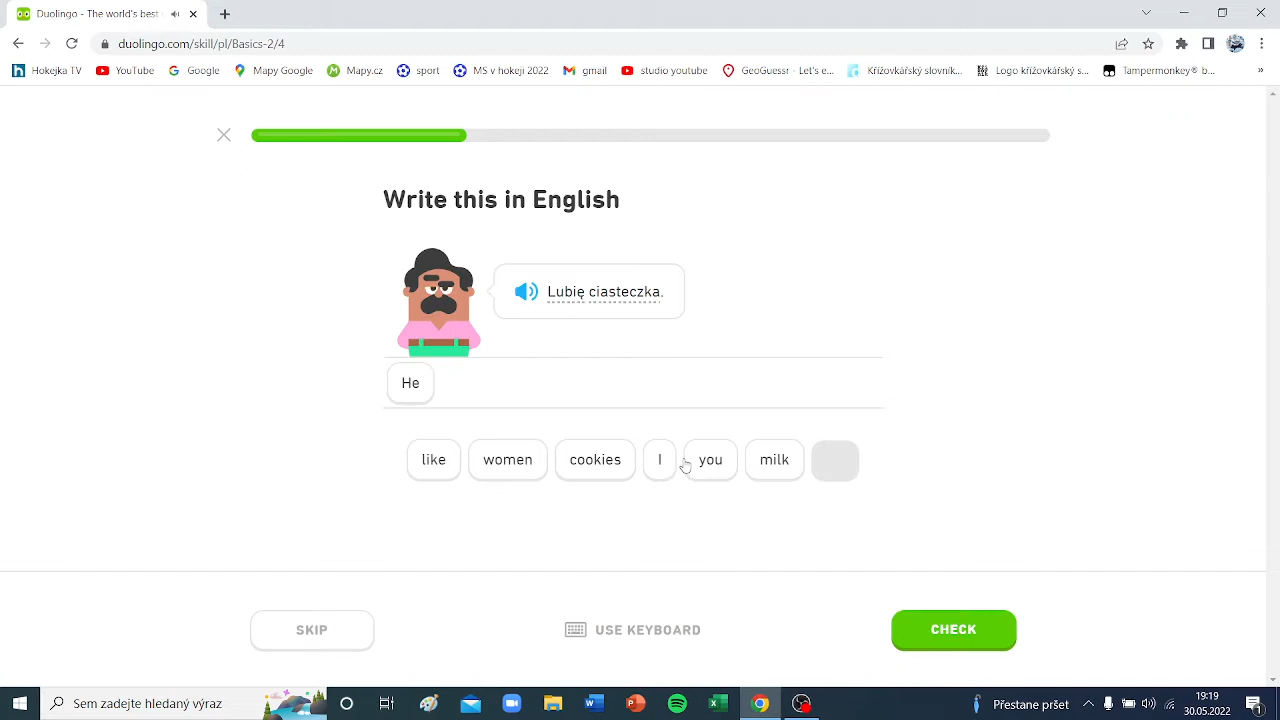 Duolingo - The world's best
duolingo.com/skill/pl/Basics-2/4
Hokejka TV YouTube Google Mapy Google Mapy.cz sport MS v hokeji 2022 gmail studio youtube GeoGuessr - Let's e... Křížovkářský slovník... Logo křížovkářský s... Tampermonkey® b... »
Write this in English
Lubię ciasteczka.
He
like women cookies I you milk
SKIP USE KEYBOARD CHECK
Sem zadejte hledaný výraz
Přestane pršet
19:19
30.05.2022